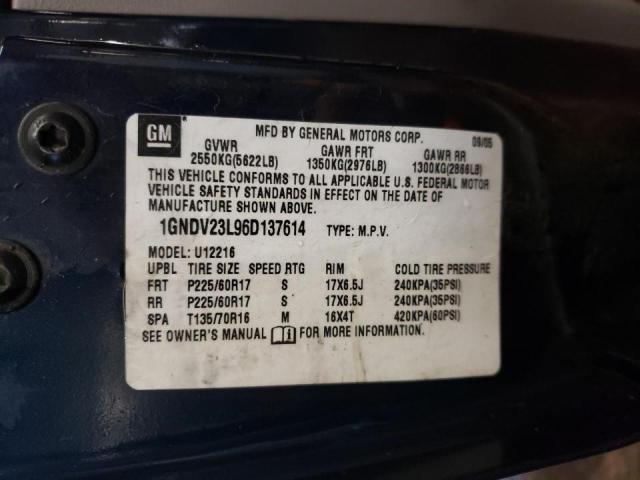 GM
MFD BY GENERAL MOTORS CORP. 09/05
GVWR GAWR FRT GAWR RR
2550KG(5622LB) 1350KG(2976LB) 1300KG(2866LB)
THIS VEHICLE CONFORMS TO ALL APPLICABLE U.S. FEDERAL MOTOR
VEHICLE SAFETY STANDARDS IN EFFECT ON THE DATE OF
MANUFACTURE SHOWN ABOVE.
1GNDV23L96D137614 TYPE: M.P.V.
MODEL: U12216
UPBL TIRE SIZE SPEED RTG RIM COLD TIRE PRESSURE
FRT P225/60R17 S 17X6.5J 240KPA(35PSI)
RR P225/60R17 S 17X6.5J 240KPA(35PSI)
SPA T135/70R16 M 16X4T 420KPA(60PSI)
SEE OWNER'S MANUAL FOR MORE INFORMATION.